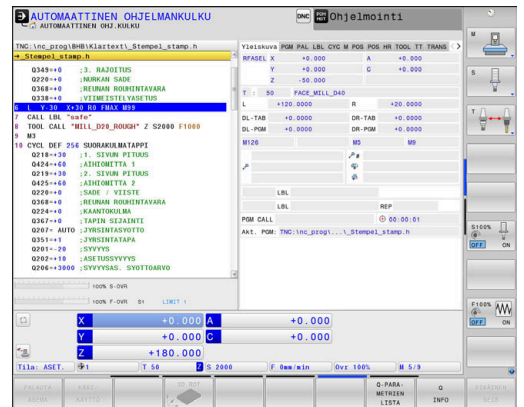 AUTOMAATTINEN OHJELMANKULKU
AUTOMAATTINEN OHJ.KULKU
DNC
Ohjelmointi
TNC:\nc_prog\BHB\Klartext\_Stempel_stamp.h
→_Stempel_stamp.h
Q349=+0 ;3. RAJOITUS
Q220=+0 ;NURKAN SADE
Q368=+0 ;REUNAN ROUHINTAVARA
Q338=+0 ;VIIMEISTELYASETUS
6 L Y-30 X+30 R0 FMAX M99
7 CALL LBL "safe"
8 TOOL CALL "MILL_D20_ROUGH" Z S2000 F1000
9 M3
10 CYCL DEF 256 SUORAKULMATAPPI
Q218=+30 ;1. SIVUN PITUUS
Q424=+60 ;AIHIOMITTA 1
Q219=+30 ;2. SIVUN PITUUS
Q425=+60 ;AIHIOMITTA 2
Q220=+0 ;SADE / VIISTE
Q368=+0 ;REUNAN ROUHINTAVARA
Q224=+0 ;KAANTOKULMA
Q367=+0 ;TAPIN SIJAINTI
Q207= AUTO ;JYRSINTASYOTTO
Q351=+1 ;JYRSINTATAPA
Q201=-20 ;SYVYYS
Q202=+10 ;ASETUSSYVYYS
Q206=+3000 ;SYVYYSAS. SYOTTOARVO
100% S-OVR
100% F-OVR S1 LIMIT 1
Yleiskuva PGM PAL LBL CYC M POS POS HR TOOL TT TRANS
RFASEL X +0.000 A +0.000
Y +0.000 C +0.000
Z -50.000
T : 50 FACE_MILL_D40
L +120.0000 R +20.0000
DL-TAB +0.0000 DR-TAB +0.0000
DL-PGM +0.0000 DR-PGM +0.0000
M126 M5 M9
LBL
LBL REP
PGM CALL 00:00:01
Akt. PGM: TNC:\nc_prog\...\_Stempel_stamp.h
X +0.000 A +0.000
Y +0.000 C +0.000
Z +180.000
Tila: ASET. 1 T 50 Z S 2000 F 0mm/min Ovr 100% M 5/9
M
S
T
S100%
OFF ON
F100%
OFF ON
3D ROT
Q-PARA-
METRIEN
LISTA
Q
INFO